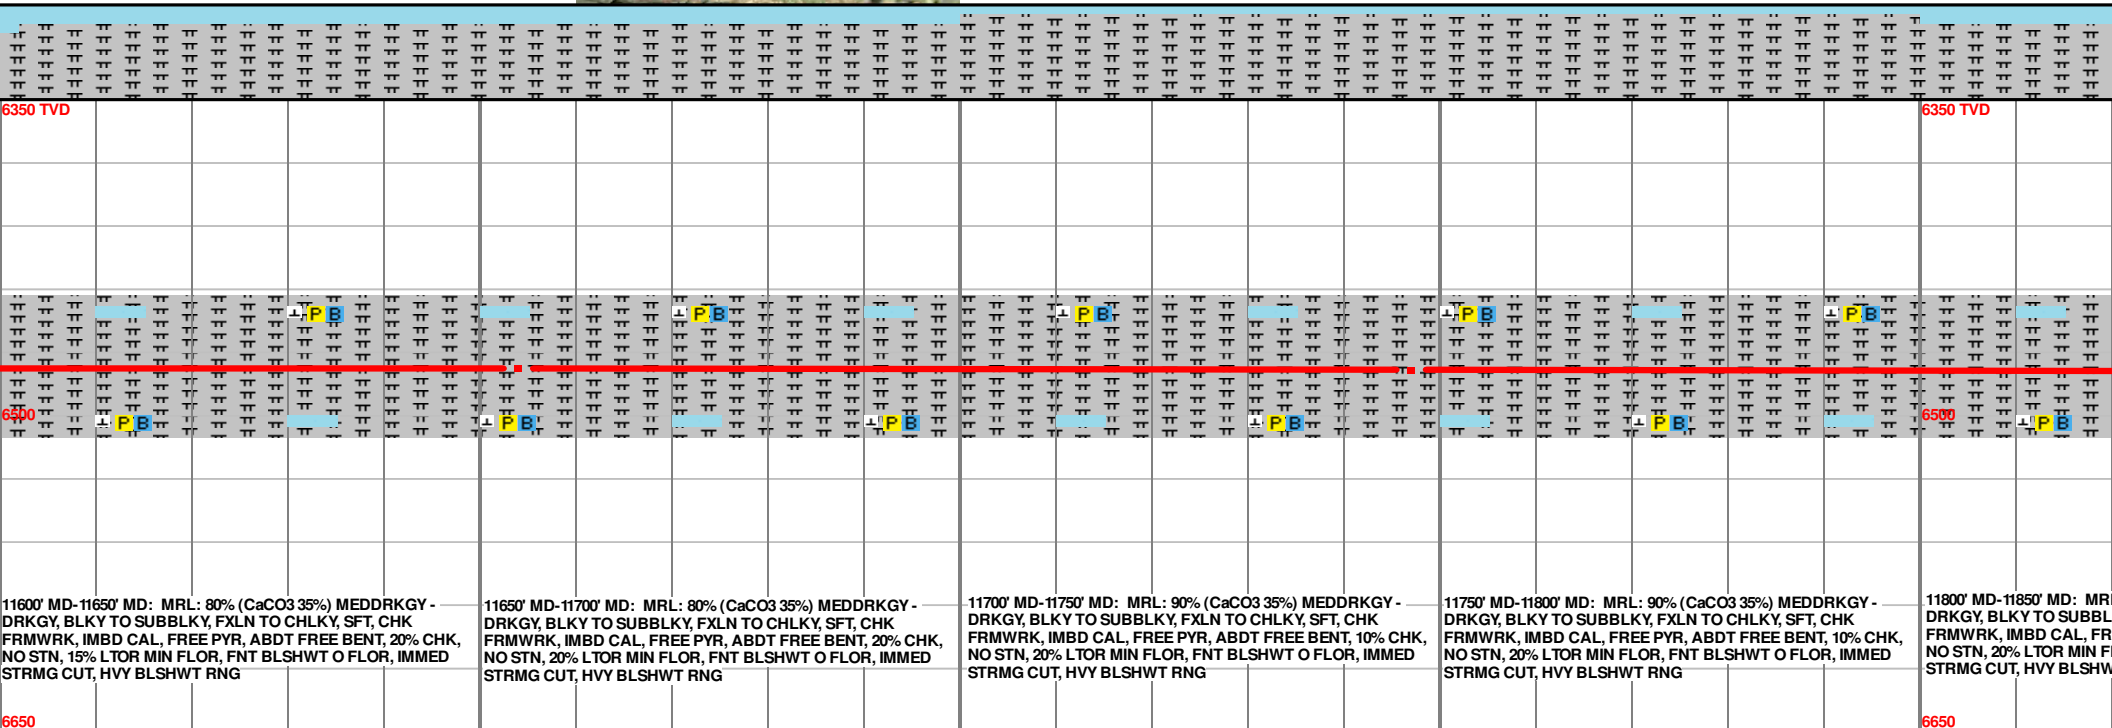 6350 TVD
6350 TVD
P B
P B
P B
P B
P B
6500
6500
P B
P B
P B
P B
P B
P B
11600' MD-11650' MD: MRL: 80% (CaCO3 35%) MEDDRKGY -
DRKGY, BLKY TO SUBBLKY, FXLN TO CHLKY, SFT, CHK
FRMWRK, IMBD CAL, FREE PYR, ABDT FREE BENT, 20% CHK,
NO STN, 15% LTOR MIN FLOR, FNT BLSHWT O FLOR, IMMED
STRMG CUT, HVY BLSHWT RNG
11650' MD-11700' MD: MRL: 80% (CaCO3 35%) MEDDRKGY -
DRKGY, BLKY TO SUBBLKY, FXLN TO CHLKY, SFT, CHK
FRMWRK, IMBD CAL, FREE PYR, ABDT FREE BENT, 20% CHK,
NO STN, 20% LTOR MIN FLOR, FNT BLSHWT O FLOR, IMMED
STRMG CUT, HVY BLSHWT RNG
11700' MD-11750' MD: MRL: 90% (CaCO3 35%) MEDDRKGY -
DRKGY, BLKY TO SUBBLKY, FXLN TO CHLKY, SFT, CHK
FRMWRK, IMBD CAL, FREE PYR, ABDT FREE BENT, 10% CHK,
NO STN, 20% LTOR MIN FLOR, FNT BLSHWT O FLOR, IMMED
STRMG CUT, HVY BLSHWT RNG
11750' MD-11800' MD: MRL: 90% (CaCO3 35%) MEDDRKGY -
DRKGY, BLKY TO SUBBLKY, FXLN TO CHLKY, SFT, CHK
FRMWRK, IMBD CAL, FREE PYR, ABDT FREE BENT, 10% CHK,
NO STN, 20% LTOR MIN FLOR, FNT BLSHWT O FLOR, IMMED
STRMG CUT, HVY BLSHWT RNG
11800' MD-11850' MD: MR
DRKGY, BLKY TO SUBBL
FRMWRK, IMBD CAL, FR
NO STN, 20% LTOR MIN F
STRMG CUT, HVY BLSHW
6650
6650